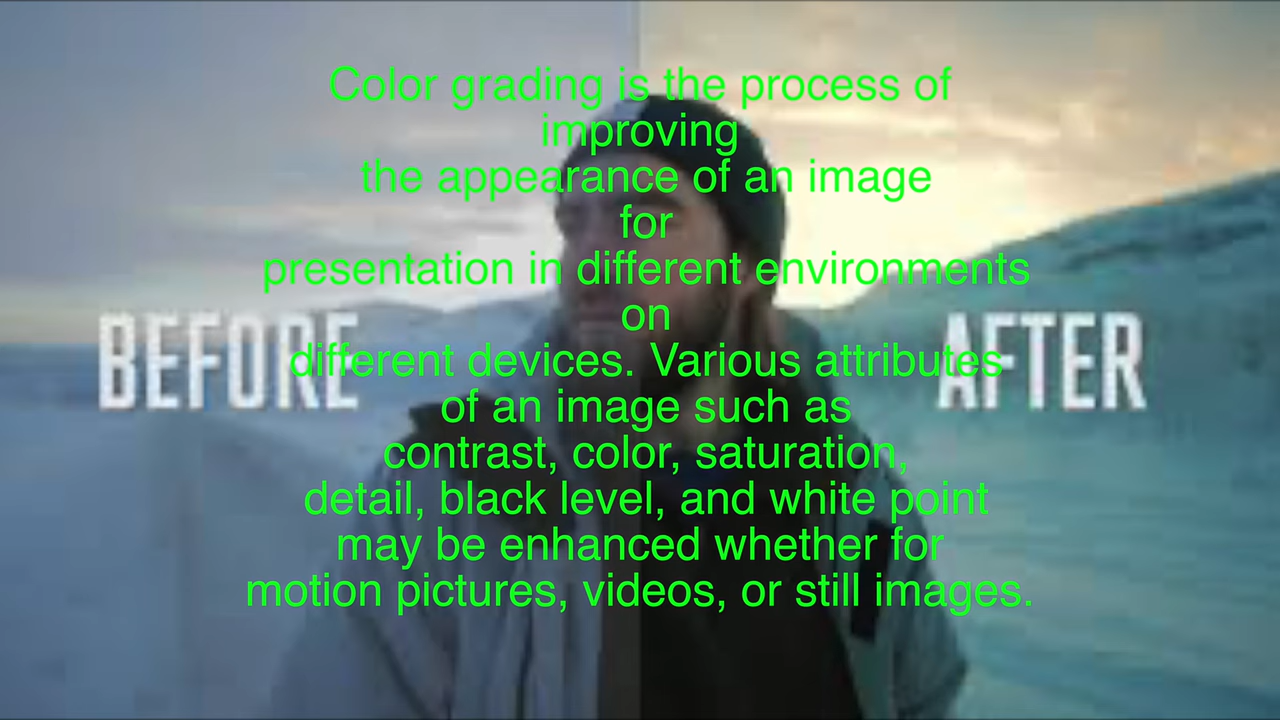 Color grading is the process of
improving
the appearance of an image
for
presentation in different environments
on
different devices. Various attributes
of an image such as
contrast, color, saturation,
detail, black level, and white point
may be enhanced whether for
motion pictures, videos, or still images.
BEFORE
AFTER